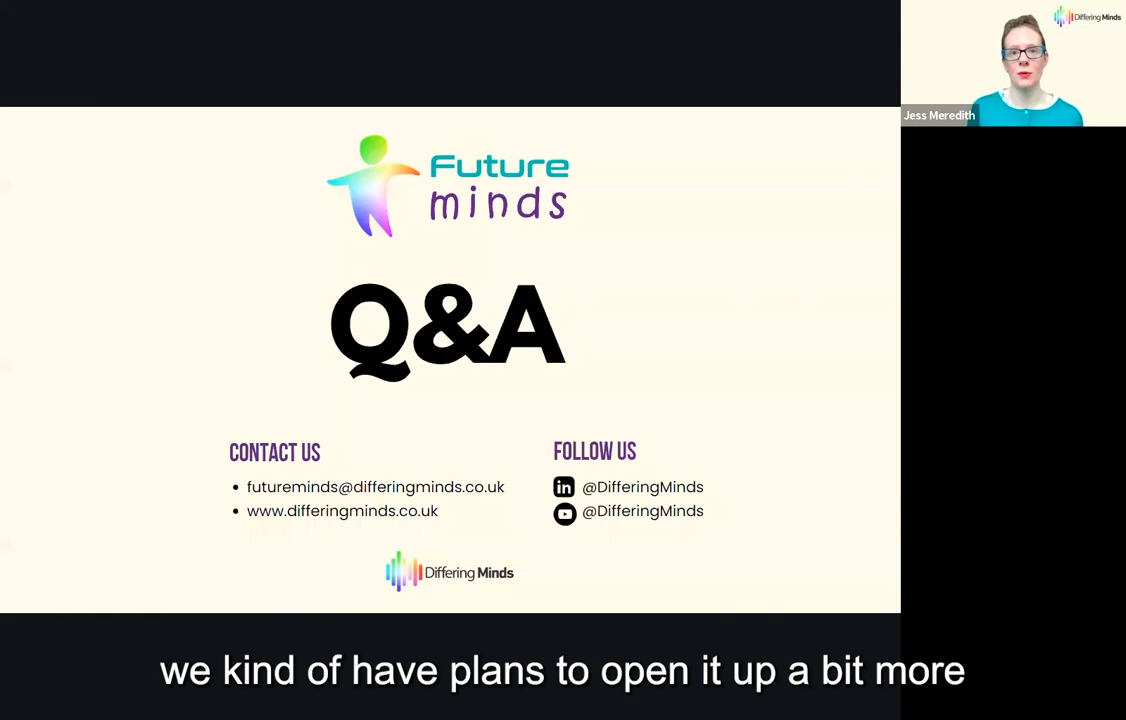 Differing Minds
Jess Meredith
Future
minds
Q&A
CONTACT US
• futureminds@differingminds.co.uk
• www.differingminds.co.uk
FOLLOW US
in @DifferingMinds
@DifferingMinds
Differing Minds
we kind of have plans to open it up a bit more